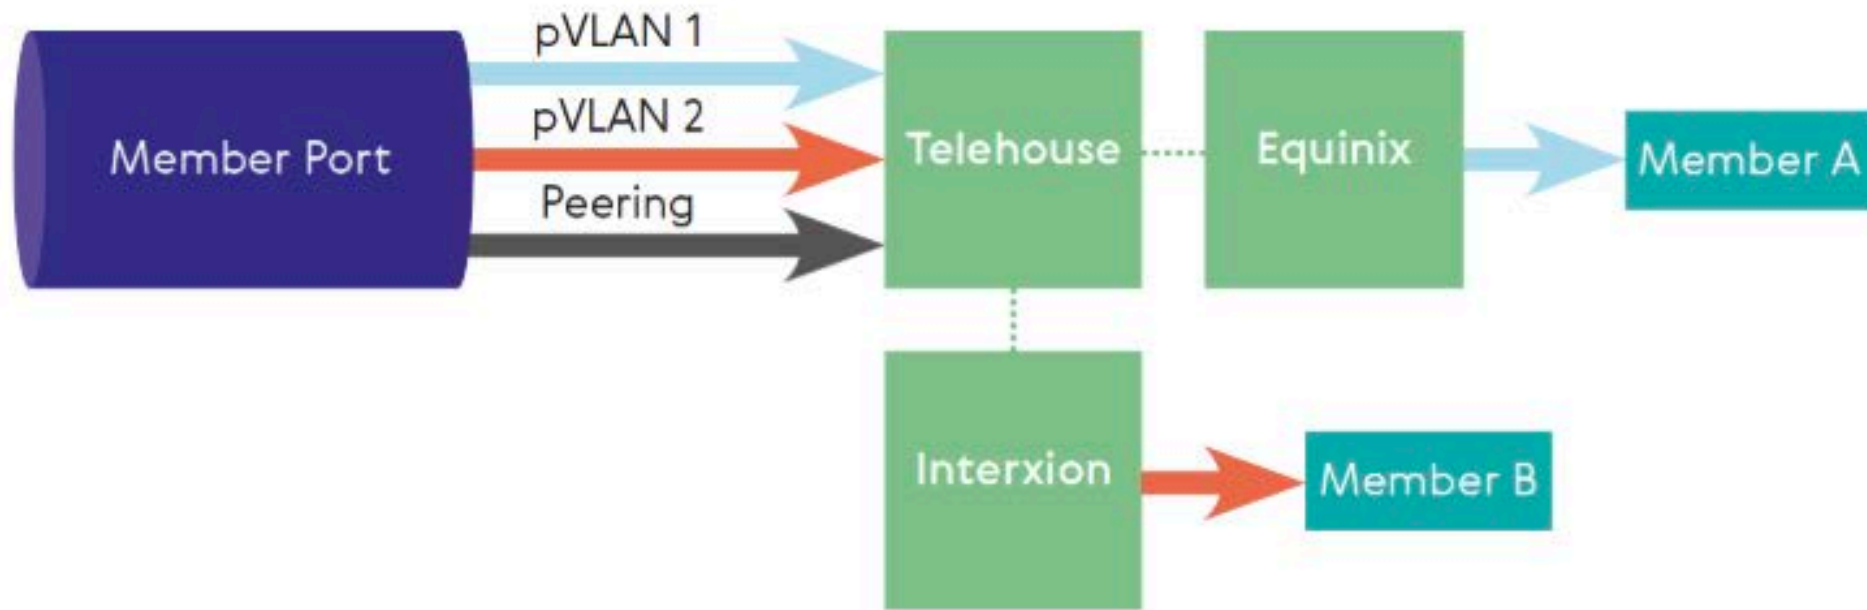 pVLAN 1
pVLAN 2
Peering
Member Port
Telehouse
Equinix
Member A
Interxion
Member B